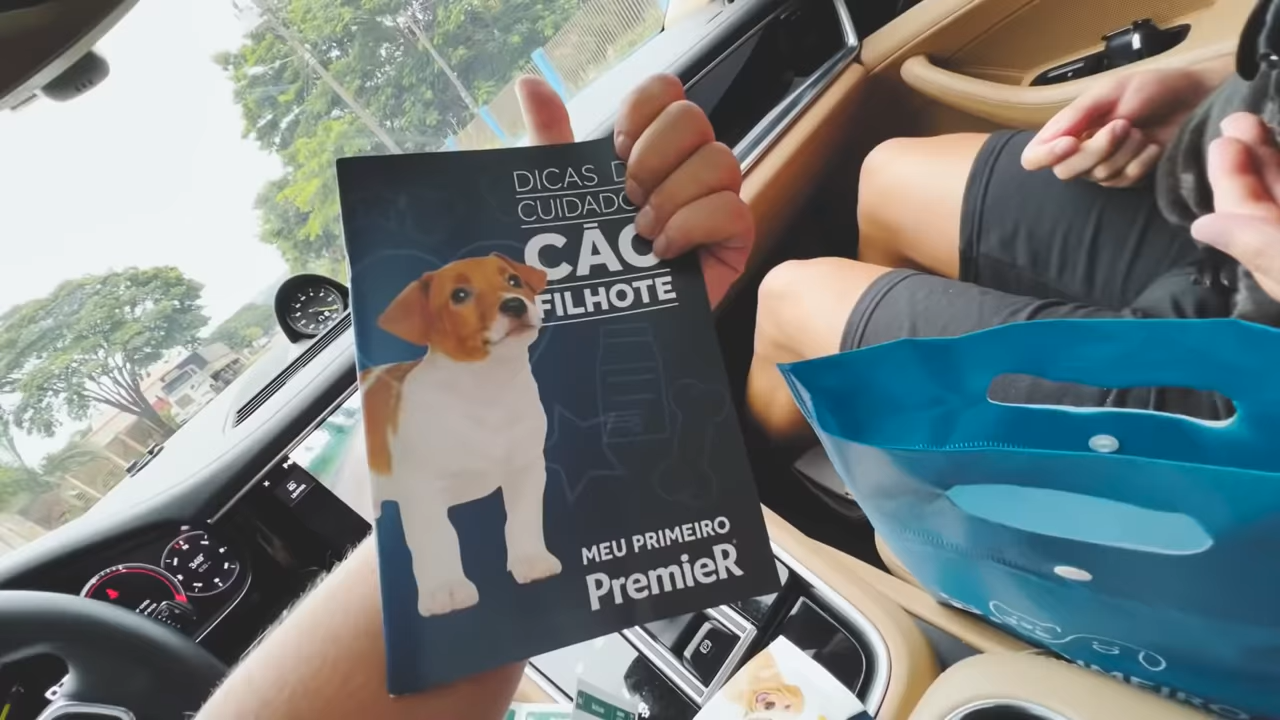 DICAS D
CUIDADO
CÃO
FILHOTE
MEU PRIMEIRO
PremieR